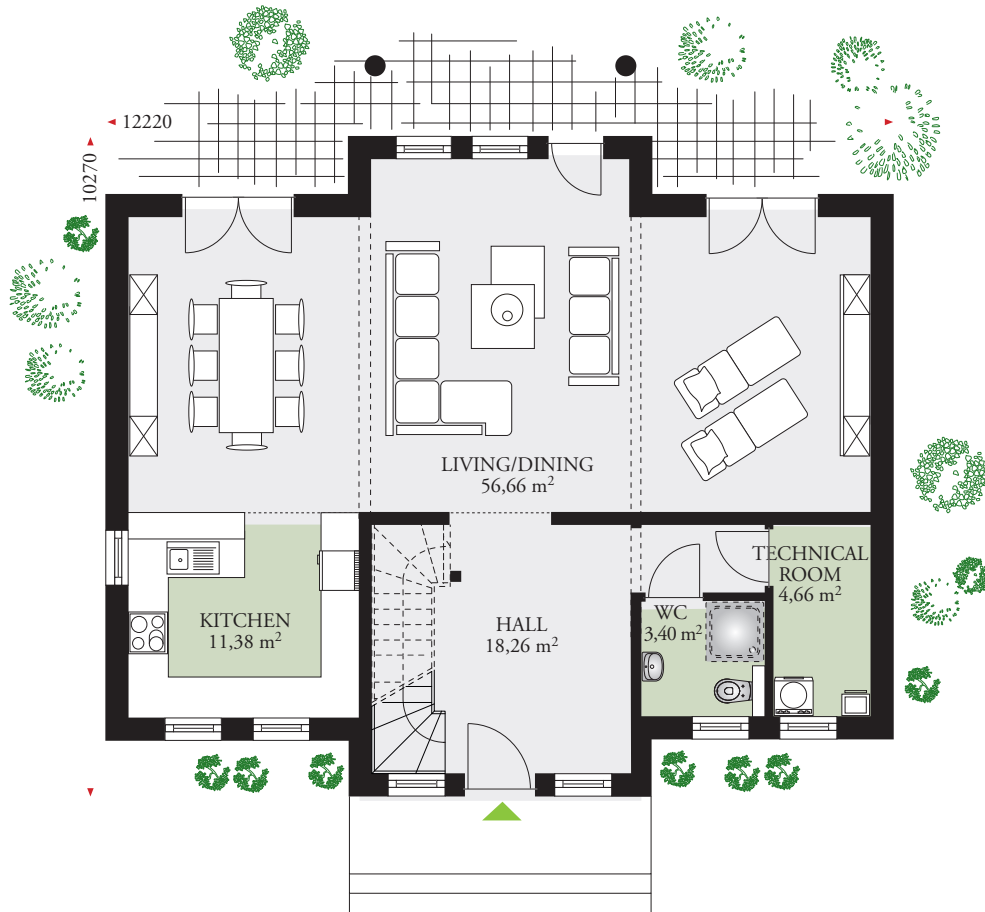 12220
10270
LIVING/DINING
56,66 m²
TECHNICAL
ROOM
4,66 m²
KITCHEN
11,38 m²
HALL
18,26 m²
WC
3,40 m²